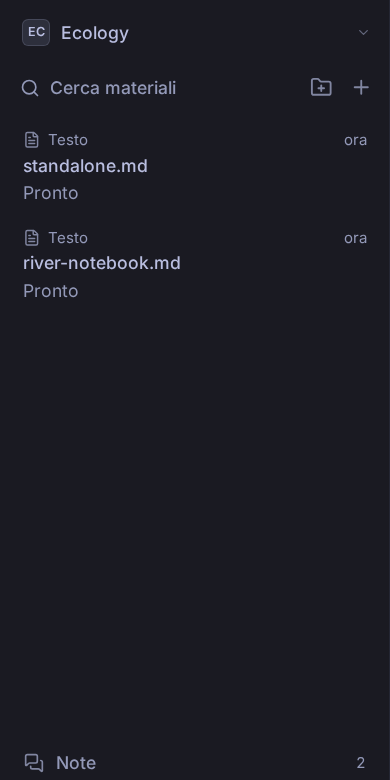 EC Ecology
Cerca materiali
Testo ora
standalone.md
Pronto
Testo ora
river-notebook.md
Pronto
Note 2